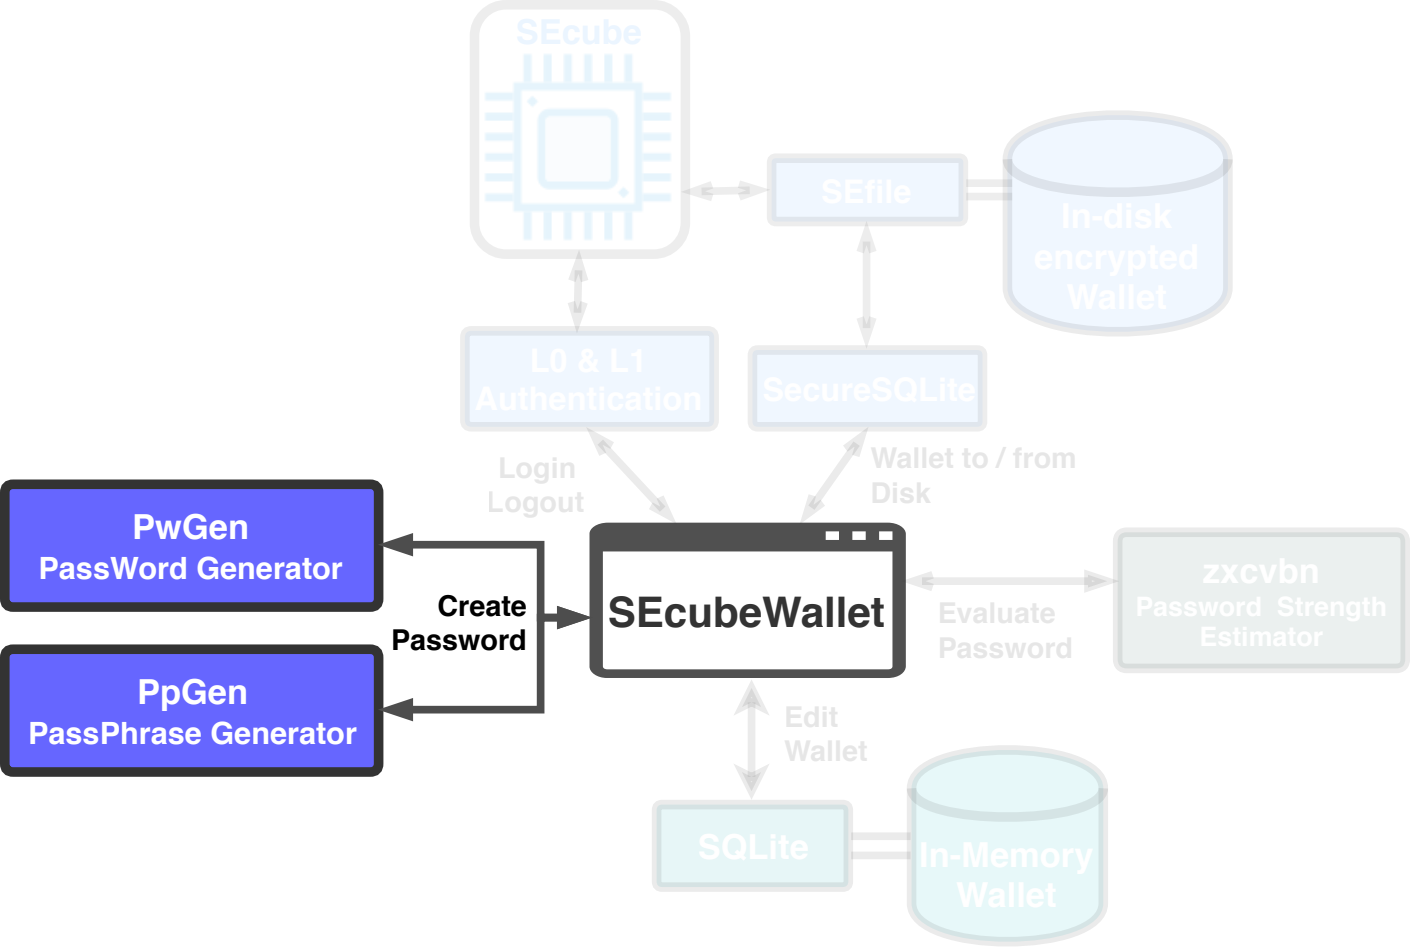 SEcube
SEfile
In-disk
encrypted
Wallet
L0 & L1
Authentication
SecureSQLite
Login
Logout
Wallet to / from
Disk
PwGen
PassWord Generator
Create
Password
PpGen
PassPhrase Generator
SEcubeWallet
Evaluate
Password
zxcvbn
Password Strength
Estimator
Edit
Wallet
SQLite
In-Memory
Wallet